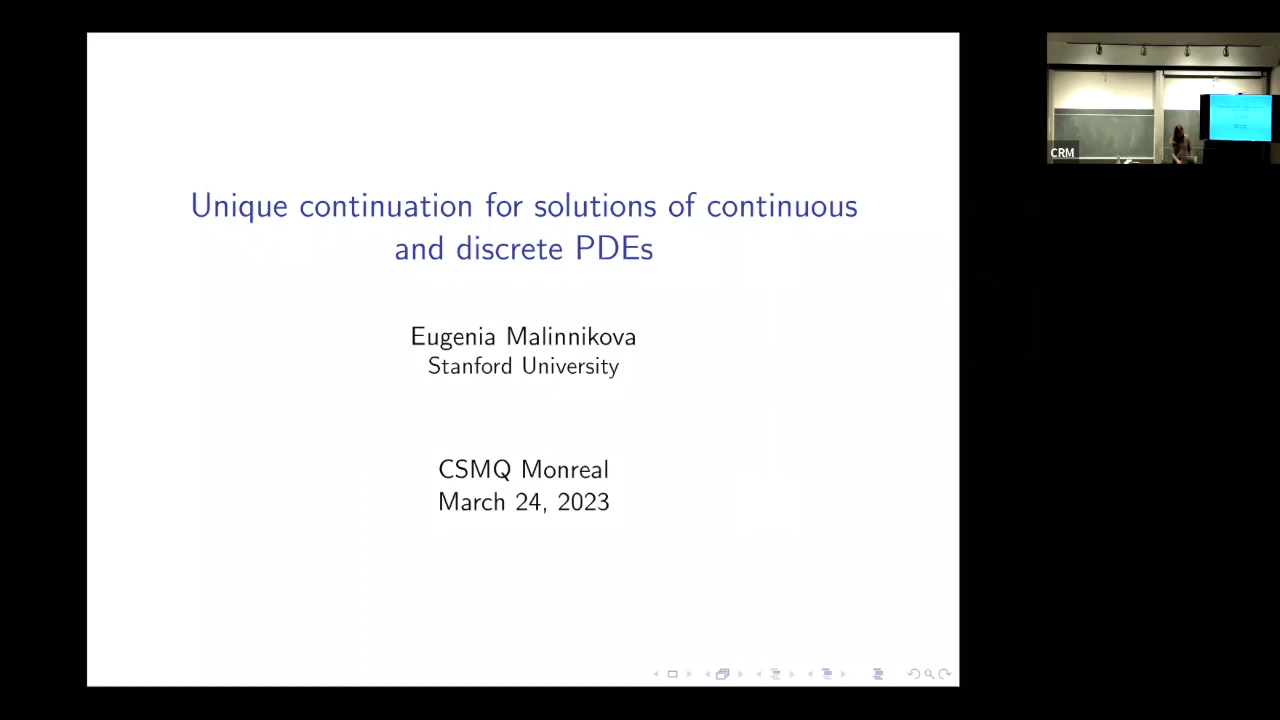 Unique continuation for solutions of continuous
and discrete PDEs
Eugenia Malinnikova
Stanford University
CSMQ Monreal
March 24, 2023
CRM